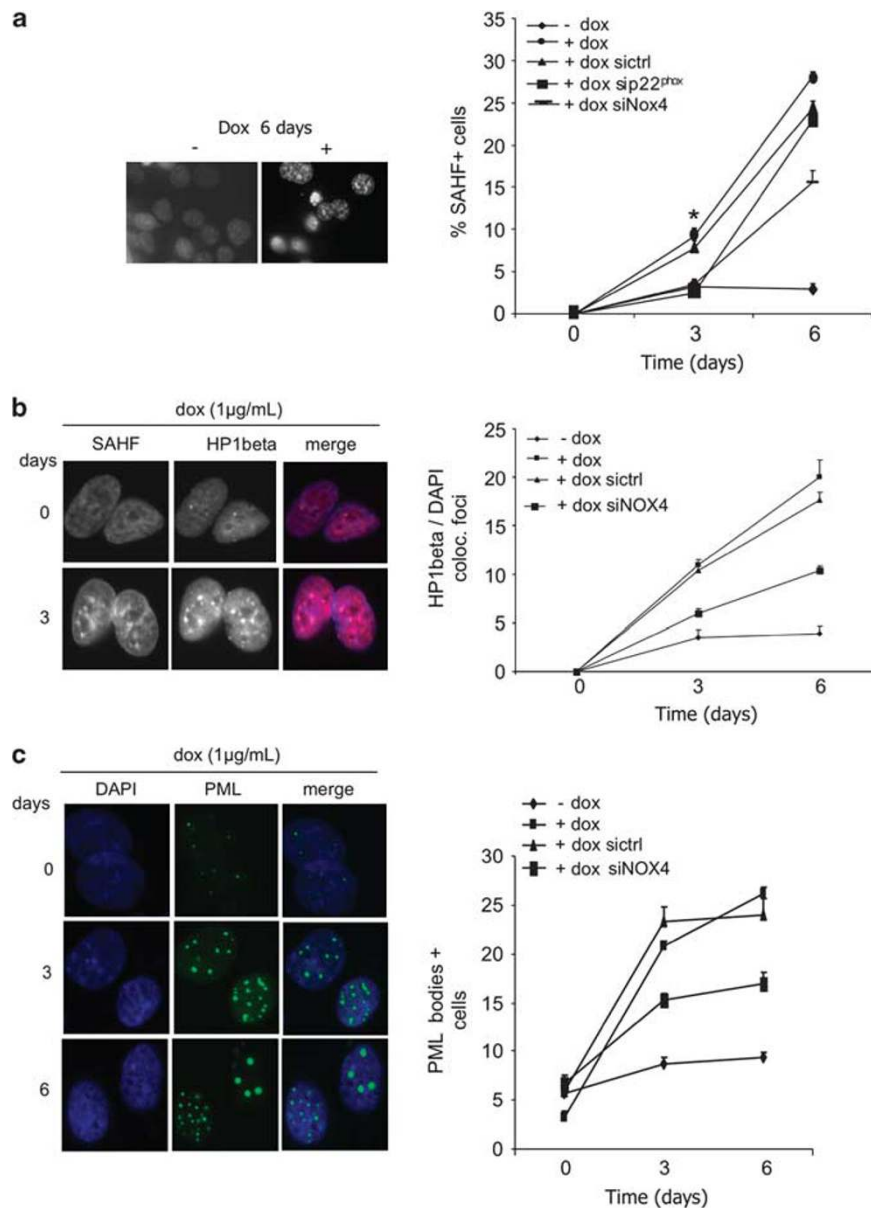 a
Dox 6 days
- +
- dox
+ dox
+ dox sictrl
+ dox sip22phox
+ dox siNox4
% SAHF+ cells
35
30
25
20
15
10
5
0
*
0 3 6
Time (days)
b
dox (1µg/mL)
days SAHF HP1beta merge
0
3
- dox
+ dox
+ dox sictrl
+ dox siNOX4
HP1beta / DAPI
coloc. foci
25
20
15
10
5
0
0 3 6
Time (days)
c
dox (1µg/mL)
days DAPI PML merge
0
3
6
- dox
+ dox
+ dox sictrl
+ dox siNOX4
PML bodies +
cells
30
25
20
15
10
5
0
0 3 6
Time (days)